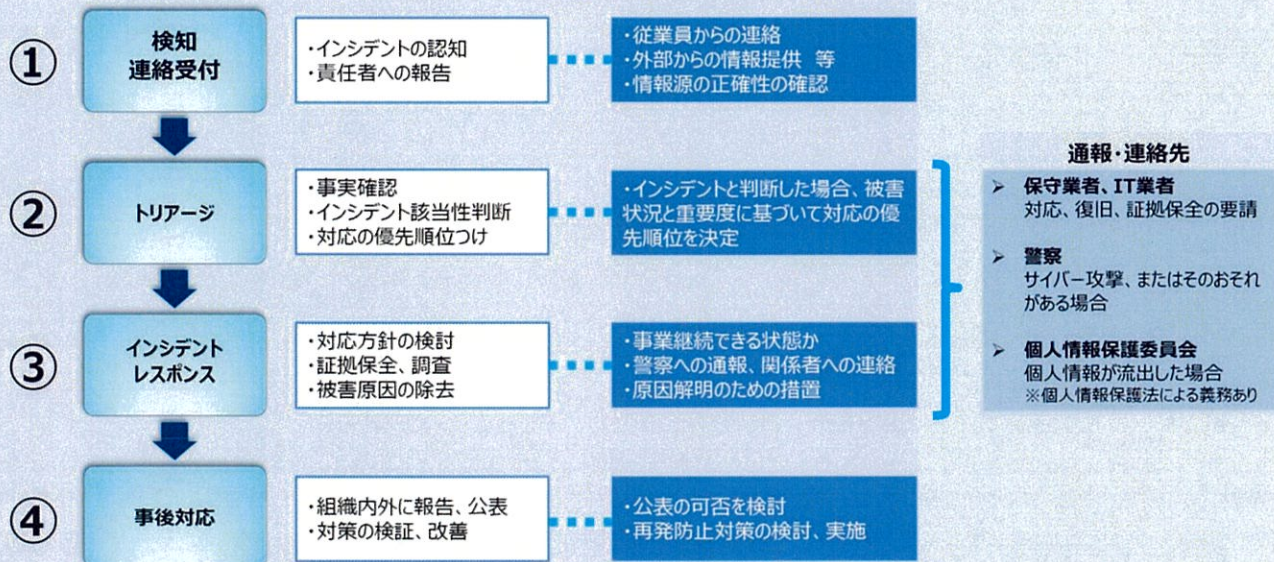 ①
検知
連絡受付
・インシデントの認知
・責任者への報告
・従業員からの連絡
・外部からの情報提供 等
・情報源の正確性の確認
②
トリアージ
・事実確認
・インシデント該当性判断
・対応の優先順位つけ
・インシデントと判断した場合、被害
状況と重要度に基づいて対応の優
先順位を決定
③
インシデント
レスポンス
・対応方針の検討
・証拠保全、調査
・被害原因の除去
・事業継続できる状態か
・警察への通報、関係者への連絡
・原因解明のための措置
④
事後対応
・組織内外に報告、公表
・対策の検証、改善
・公表の可否を検討
・再発防止対策の検討、実施
通報・連絡先
➢ 保守業者、IT業者
対応、復旧、証拠保全の要請
➢ 警察
サイバー攻撃、またはそのおそれ
がある場合
➢ 個人情報保護委員会
個人情報が流出した場合
※個人情報保護法による義務あり